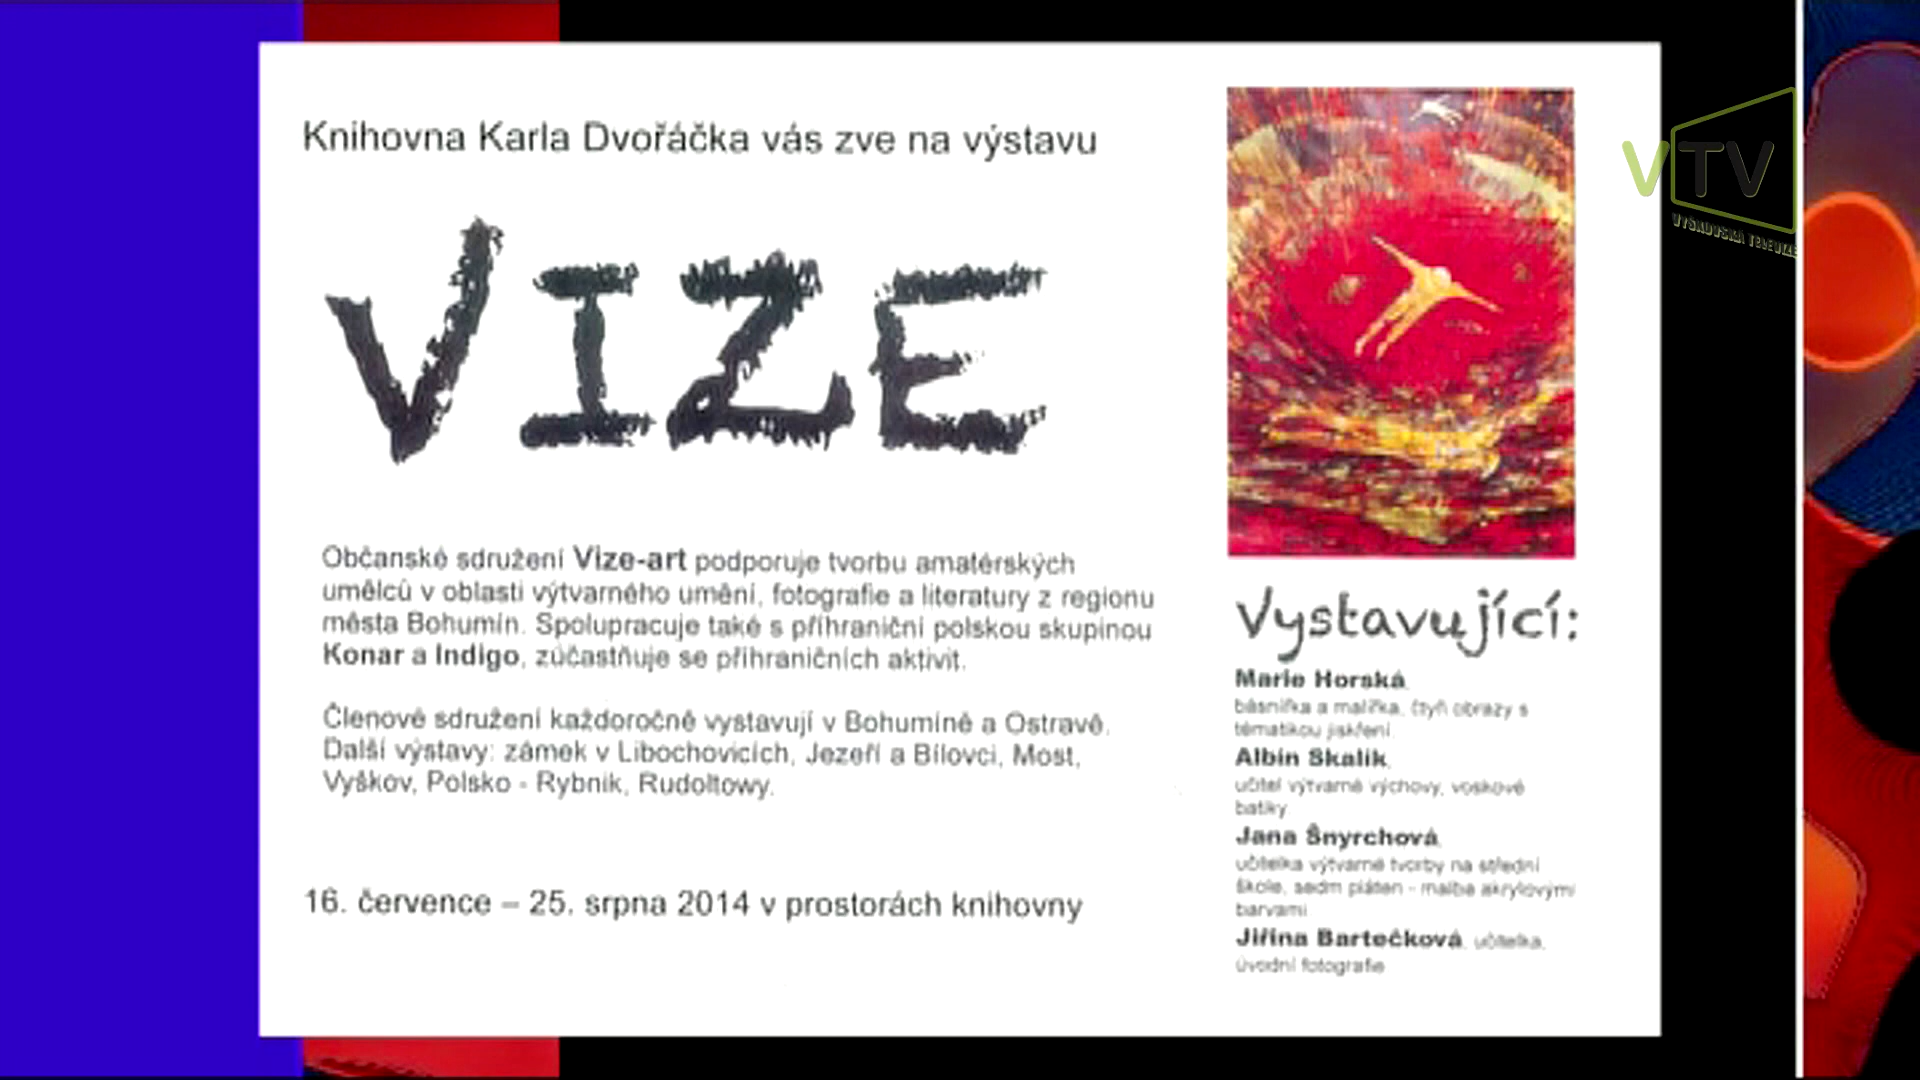 Knihovna Karla Dvořáčka vás zve na výstavu
VIZE
Občanské sdružení Vize-art podporuje tvorbu amatérských
umělců v oblasti výtvarného umění, fotografie a literatury z regionu
města Bohumín. Spolupracuje také s příhraniční polskou skupinou
Konar a Indigo, zúčastňuje se příhraničních aktivit.
Členové sdružení každoročně vystavují v Bohumíně a Ostravě.
Další výstavy: zámek v Libochovicích, Jezeří a Bílovci, Most,
Vyškov, Polsko - Rybnik, Rudoltowy.
16. července – 25. srpna 2014 v prostorách knihovny
Vystavující:
Marie Horská,
básnířka a malířka, čtyři obrazy s
tématikou jiskření.
Albin Skalík,
učitel výtvarné výchovy, voskové
batiky.
Jana Šnyrchová,
učitelka výtvarné tvorby na střední
škole, sedm pláten - malba akrylovými
barvami
Jiřina Bartečková, učitelka,
úvodní fotografie
VTV
VYŠKOVSKÁ TELEVIZE